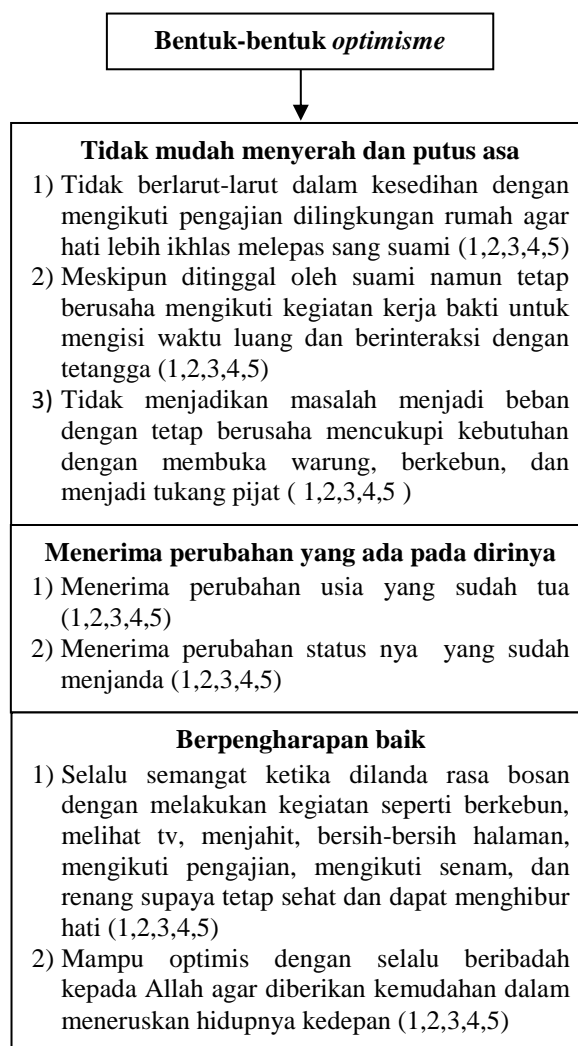 Bentuk-bentuk optimisme
Tidak mudah menyerah dan putus asa
1) Tidak berlarut-larut dalam kesedihan dengan
mengikuti pengajian dilingkungan rumah agar
hati lebih ikhlas melepas sang suami (1,2,3,4,5)
2) Meskipun ditinggal oleh suami namun tetap
berusaha mengikuti kegiatan kerja bakti untuk
mengisi waktu luang dan berinteraksi dengan
tetangga (1,2,3,4,5)
3) Tidak menjadikan masalah menjadi beban
dengan tetap berusaha mencukupi kebutuhan
dengan membuka warung, berkebun, dan
menjadi tukang pijat ( 1,2,3,4,5 )
Menerima perubahan yang ada pada dirinya
1) Menerima perubahan usia yang sudah tua
(1,2,3,4,5)
2) Menerima perubahan status nya yang sudah
menjanda (1,2,3,4,5)
Berpengharapan baik
1) Selalu semangat ketika dilanda rasa bosan
dengan melakukan kegiatan seperti berkebun,
melihat tv, menjahit, bersih-bersih halaman,
mengikuti pengajian, mengikuti senam, dan
renang supaya tetap sehat dan dapat menghibur
hati (1,2,3,4,5)
2) Mampu optimis dengan selalu beribadah
kepada Allah agar diberikan kemudahan dalam
meneruskan hidupnya kedepan (1,2,3,4,5)